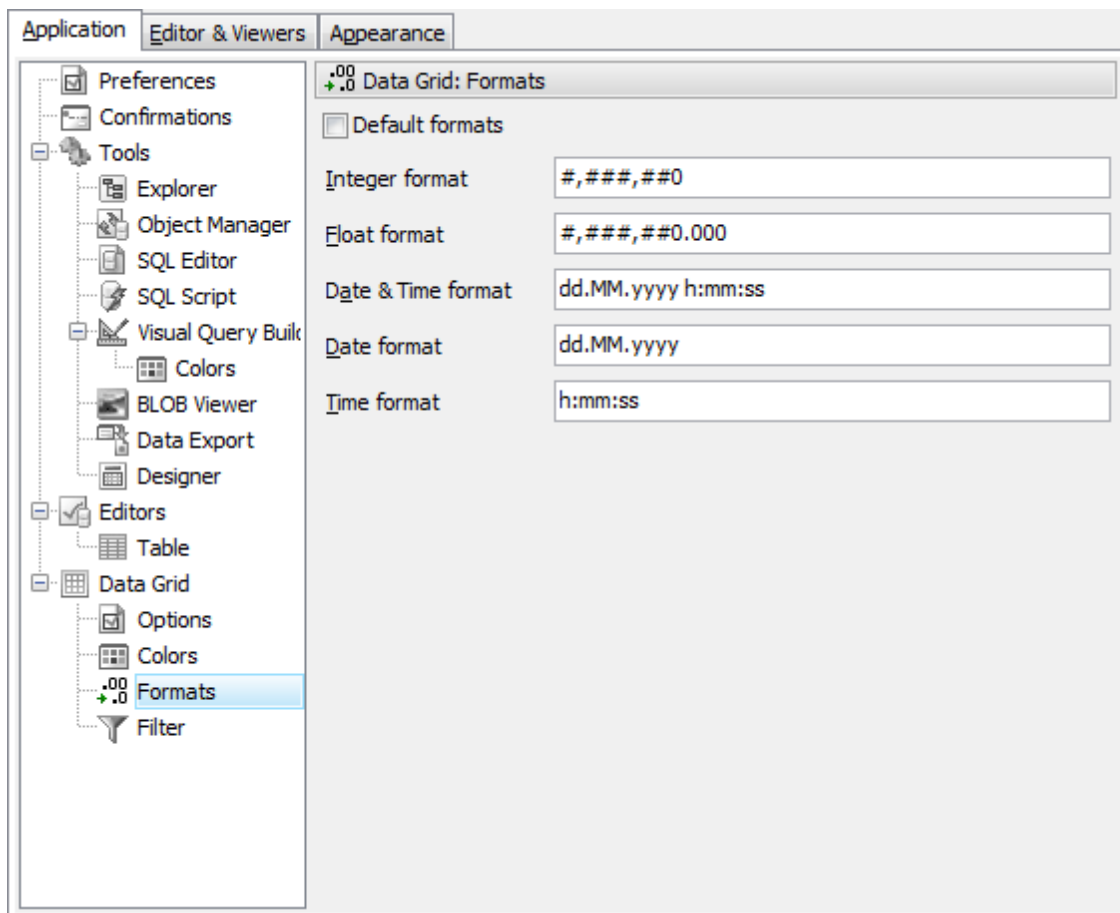 Application
Editor & Viewers
Appearance
Preferences
Confirmations
Tools
Explorer
Object Manager
SQL Editor
SQL Script
Visual Query Build
Colors
BLOB Viewer
Data Export
Designer
Editors
Table
Data Grid
Options
Colors
Formats
Filter
Data Grid: Formats
Default formats
Integer format
#,###,##0
Float format
#,###,##0.000
Date & Time format
dd.MM.yyyy h:mm:ss
Date format
dd.MM.yyyy
Time format
h:mm:ss